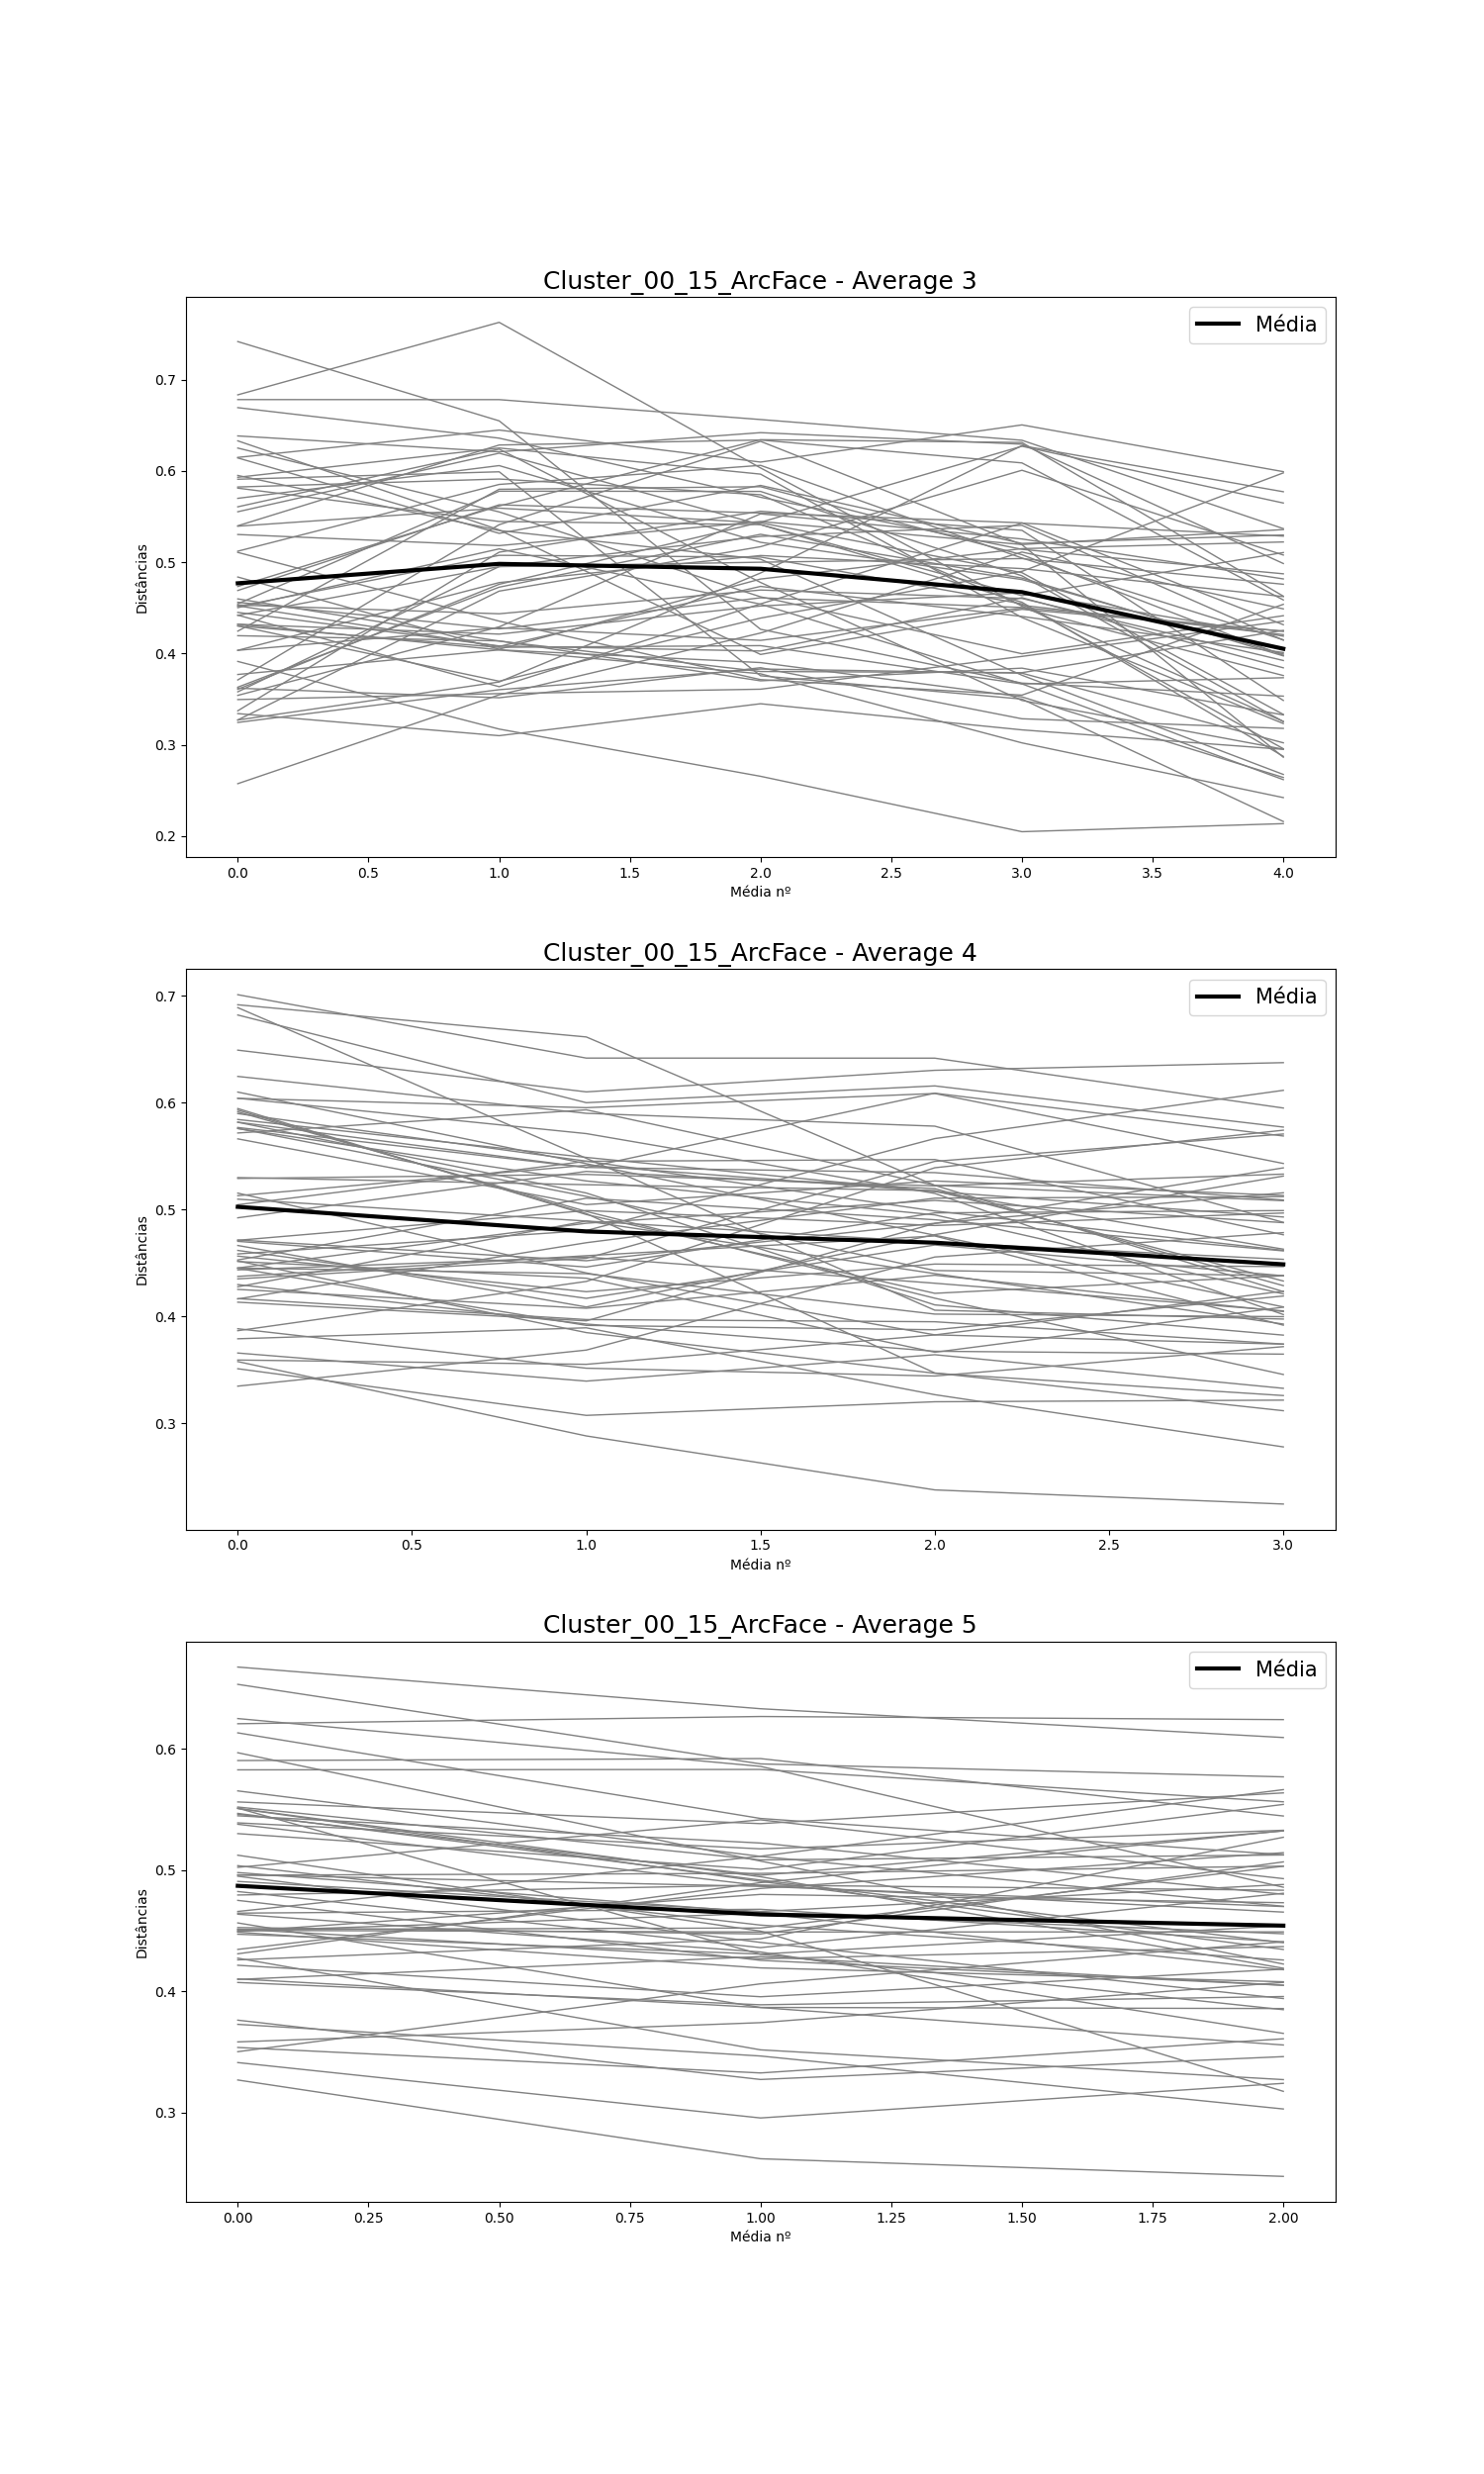 Cluster_00_15_ArcFace - Average 3
Média
Distâncias
0.7
0.6
0.5
0.4
0.3
0.2
0.0 0.5 1.0 1.5 2.0 2.5 3.0 3.5 4.0
Média nº
Cluster_00_15_ArcFace - Average 4
Média
Distâncias
0.7
0.6
0.5
0.4
0.3
0.0 0.5 1.0 1.5 2.0 2.5 3.0
Média nº
Cluster_00_15_ArcFace - Average 5
Média
Distâncias
0.6
0.5
0.4
0.3
0.00 0.25 0.50 0.75 1.00 1.25 1.50 1.75 2.00
Média nº